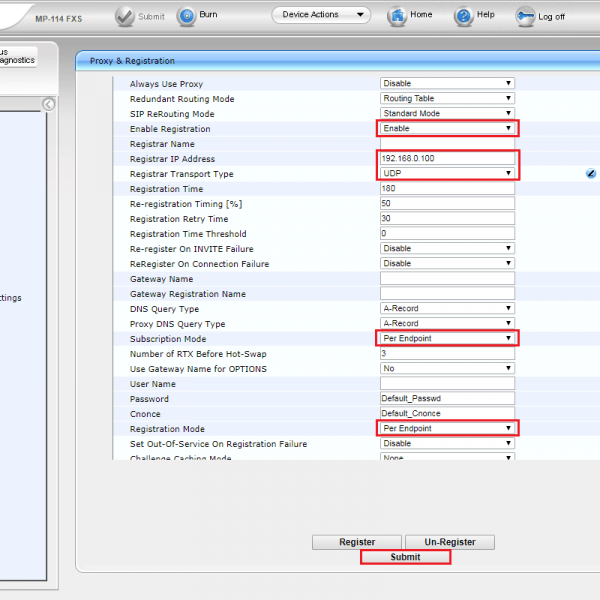 MP-114 FXS
Submit
Burn
Device Actions
Home
Help
Log off
us
agnostics
Proxy & Registration
Always Use Proxy Disable
Redundant Routing Mode Routing Table
SIP ReRouting Mode Standard Mode
Enable Registration Enable
Registrar Name
Registrar IP Address 192.168.0.100
Registrar Transport Type UDP
Registration Time 180
Re-registration Timing [%] 50
Registration Retry Time 30
Registration Time Threshold 0
Re-register On INVITE Failure Disable
ReRegister On Connection Failure Disable
Gateway Name
Gateway Registration Name
ttings
DNS Query Type A-Record
Proxy DNS Query Type A-Record
Subscription Mode Per Endpoint
Number of RTX Before Hot-Swap 3
Use Gateway Name for OPTIONS No
User Name
Password Default_Passwd
Cnonce Default_Cnonce
Registration Mode Per Endpoint
Set Out-Of-Service On Registration Failure Disable
Challenge Caching Mode None
Register
Un-Register
Submit